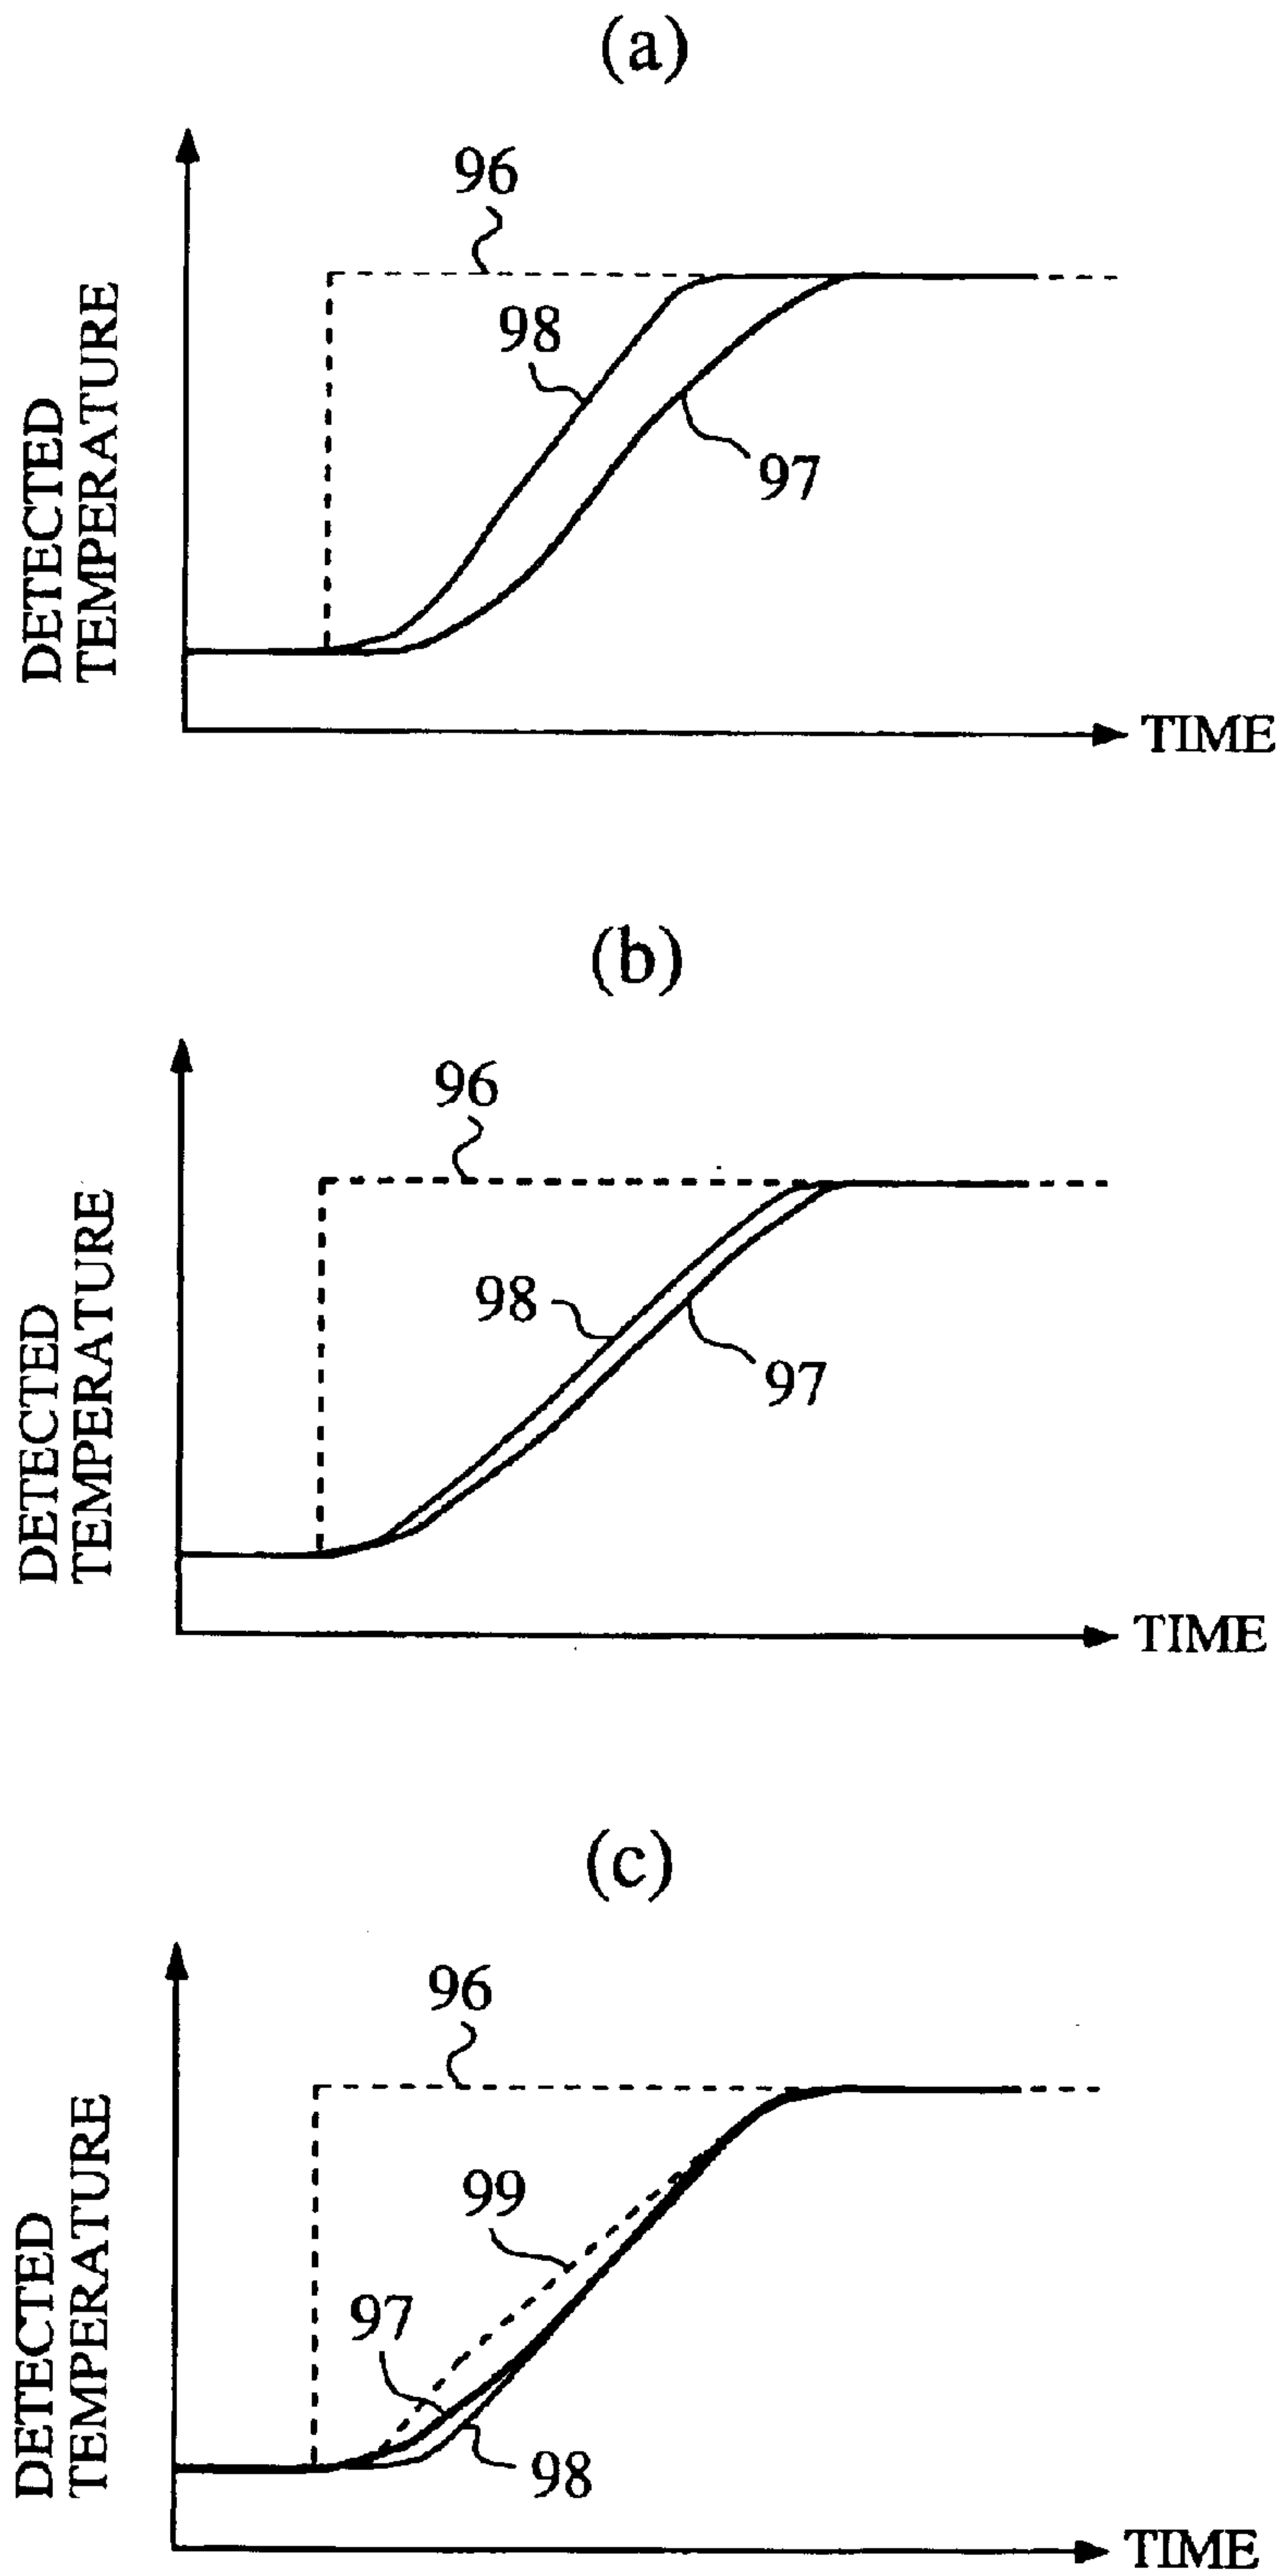 (a)
96
98
97
DETECTED
TEMPERATURE
TIME
(b)
96
98
97
DETECTED
TEMPERATURE
TIME
(c)
96
99
97
98
DETECTED
TEMPERATURE
TIME